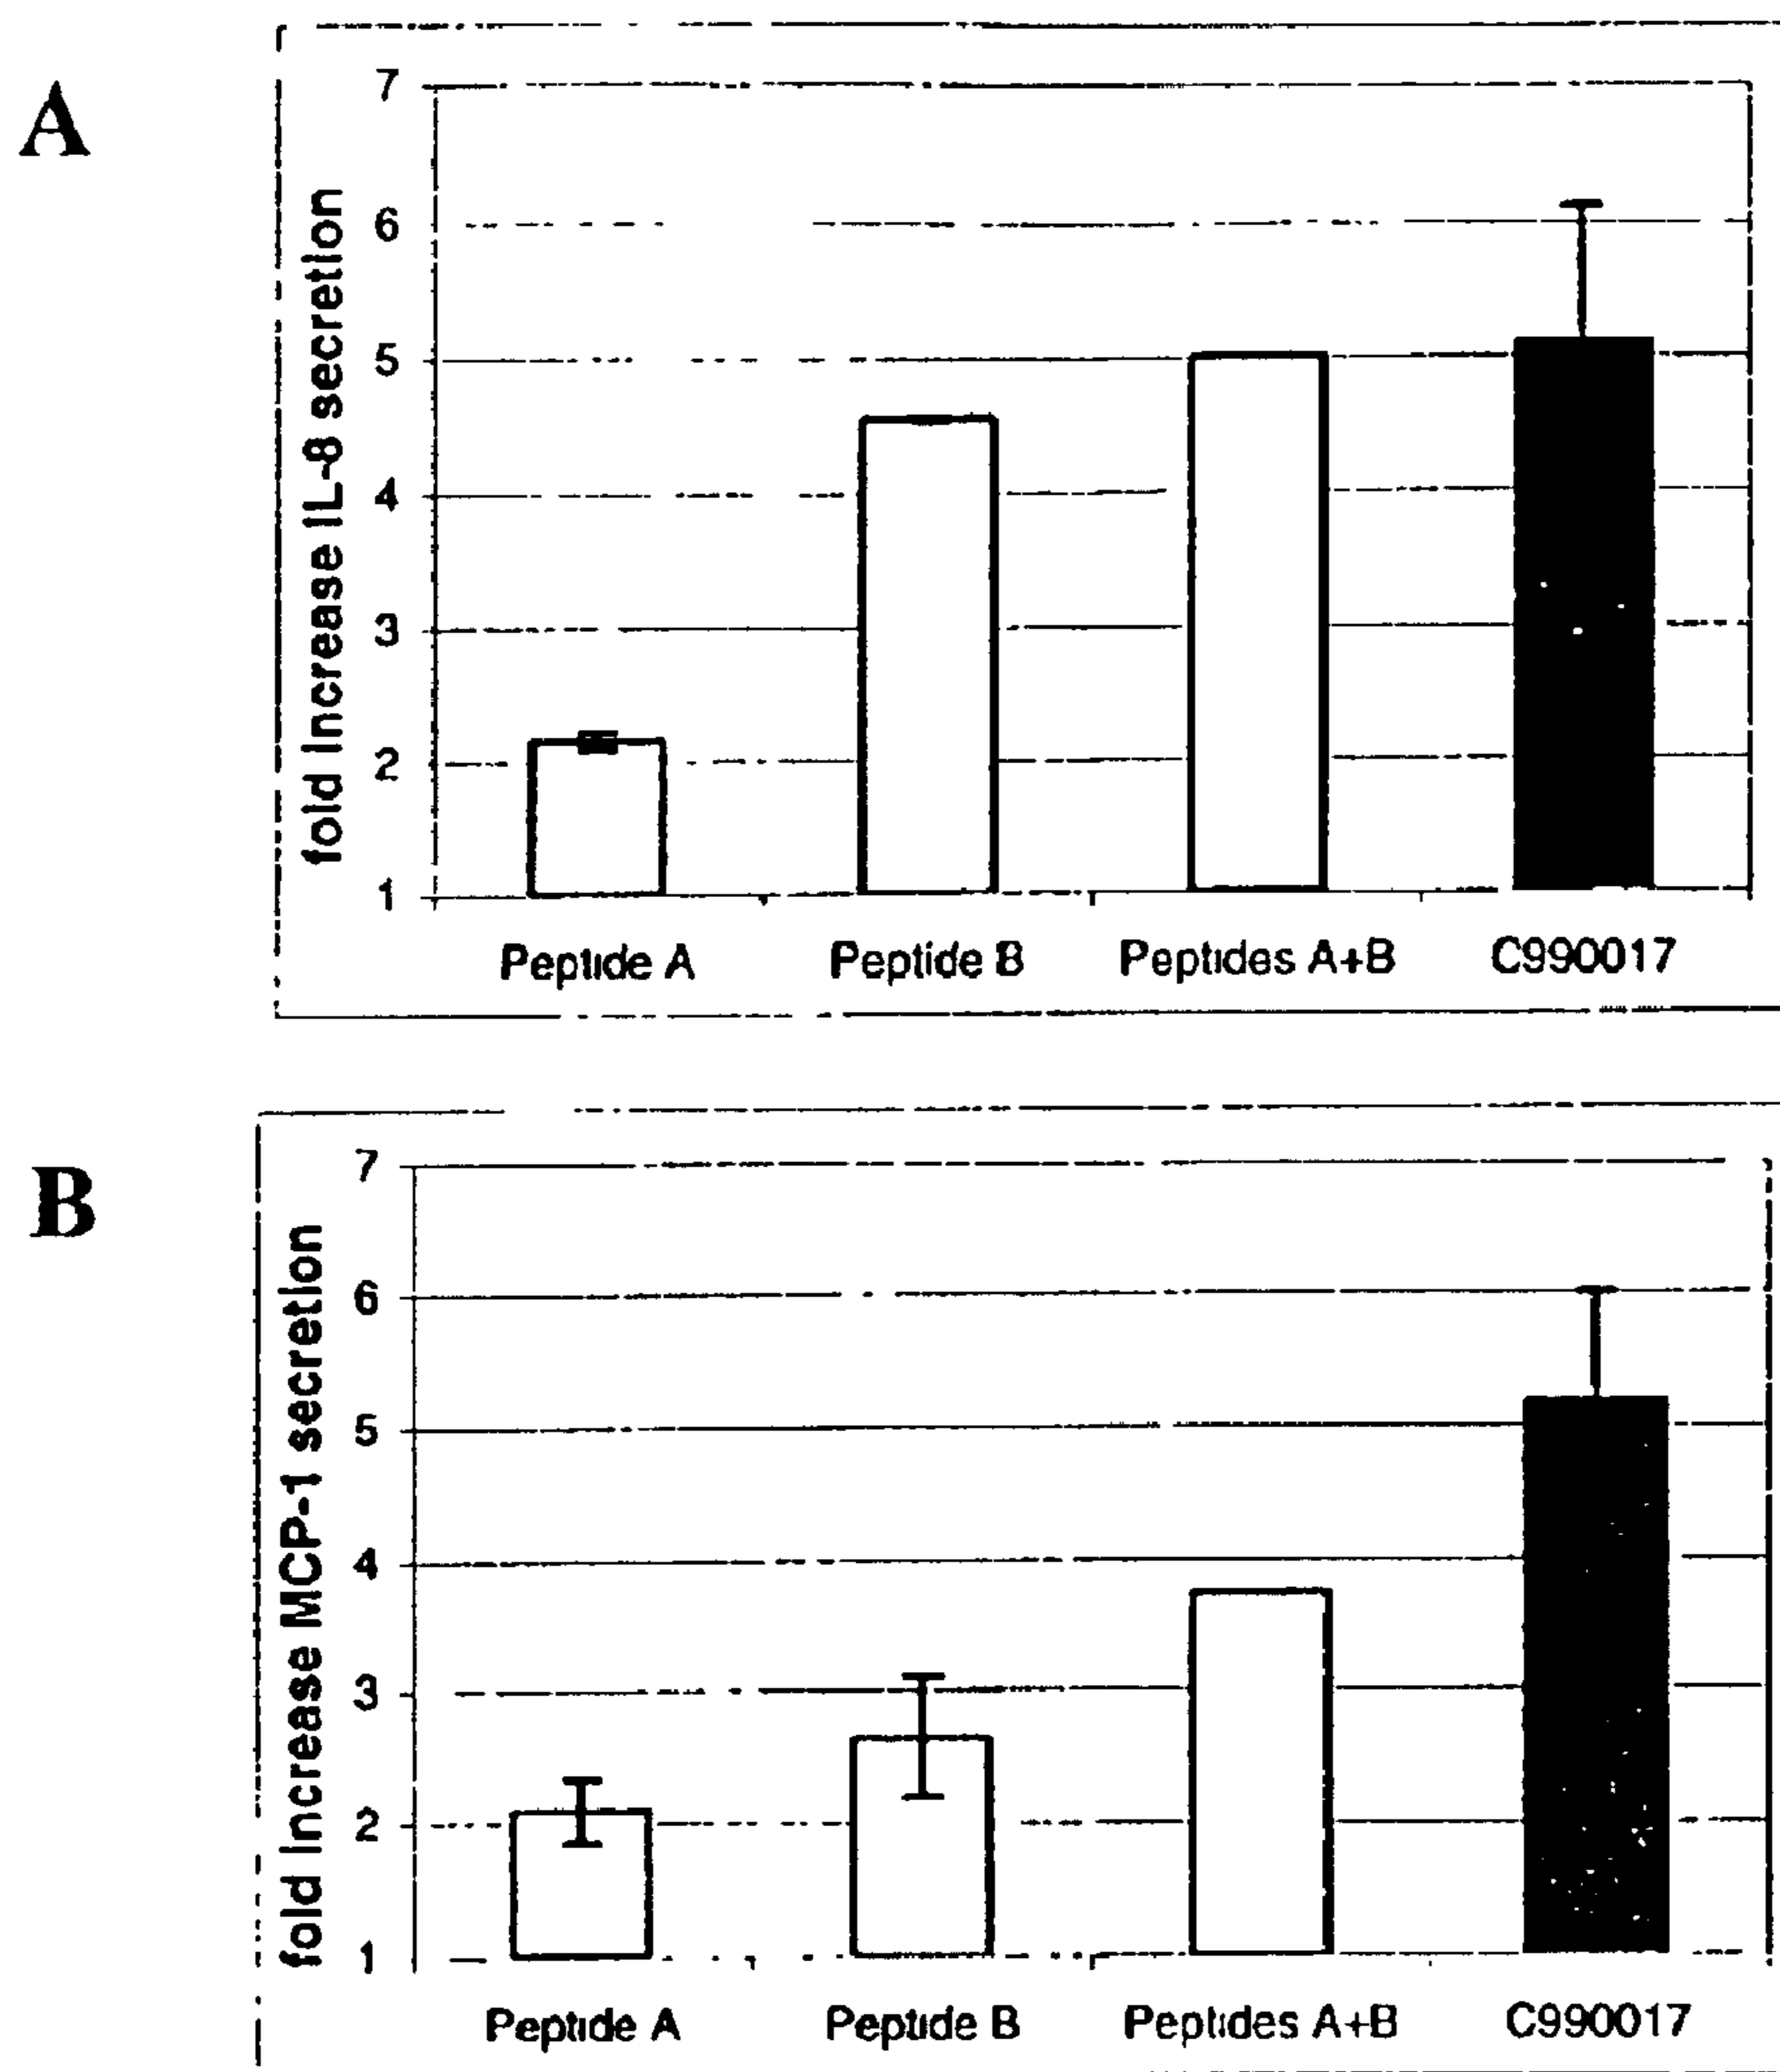 A
fold increase IL-8 secretion
7
6
5
4
3
2
1
Peptide A
Peptide B
Peptides A+B
C990017
B
fold increase MCP-1 secretion
7
6
5
4
3
2
1
Peptide A
Peptide B
Peptides A+B
C990017